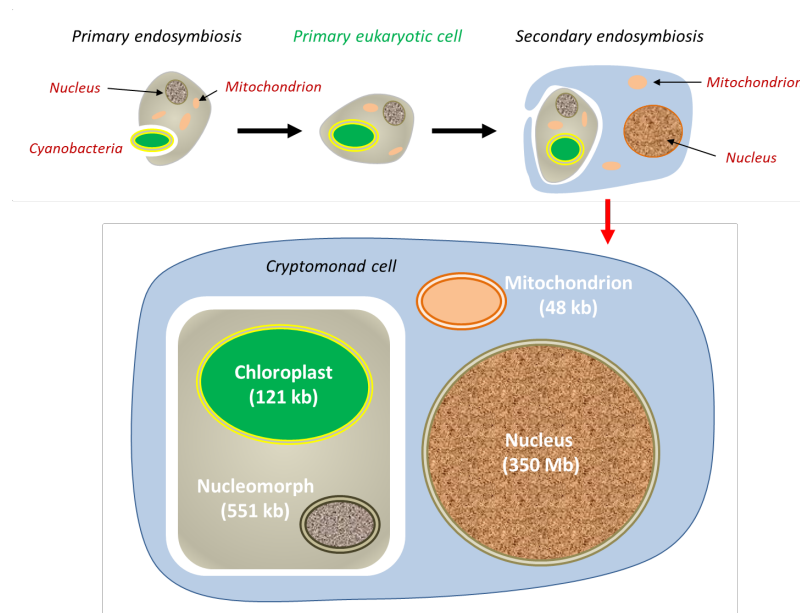 Primary endosymbiosis
Primary eukaryotic cell
Secondary endosymbiosis
Nucleus
Mitochondrion
Cyanobacteria
Mitochondrion
Nucleus
Cryptomonad cell
Mitochondrion
(48 kb)
Chloroplast
(121 kb)
Nucleus
(350 Mb)
Nucleomorph
(551 kb)